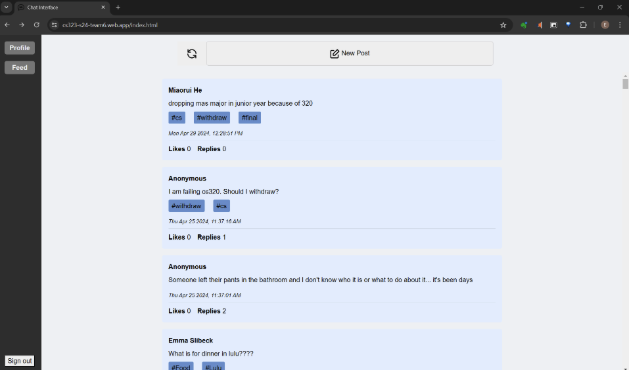 Chat Interface
cs326-s24-team6.web.app/index.html
Profile
Feed
New Post
Miaorui He
dropping mas major in junior year because of 320
#cs #withdraw #final
Mon Apr 29 2024, 12:28:51 PM
Likes 0 Replies 0
Anonymous
I am failing cs320. Should I withdraw?
#withdraw #cs
Thu Apr 25 2024, 11:37:16 AM
Likes 0 Replies 1
Anonymous
Someone left their pants in the bathroom and I don't know who it is or what to do about it... it's been days
Thu Apr 25 2024, 11:37:01 AM
Likes 0 Replies 2
Emma Slibeck
What is for dinner in lulu????
#Food #Lulu
Sign out